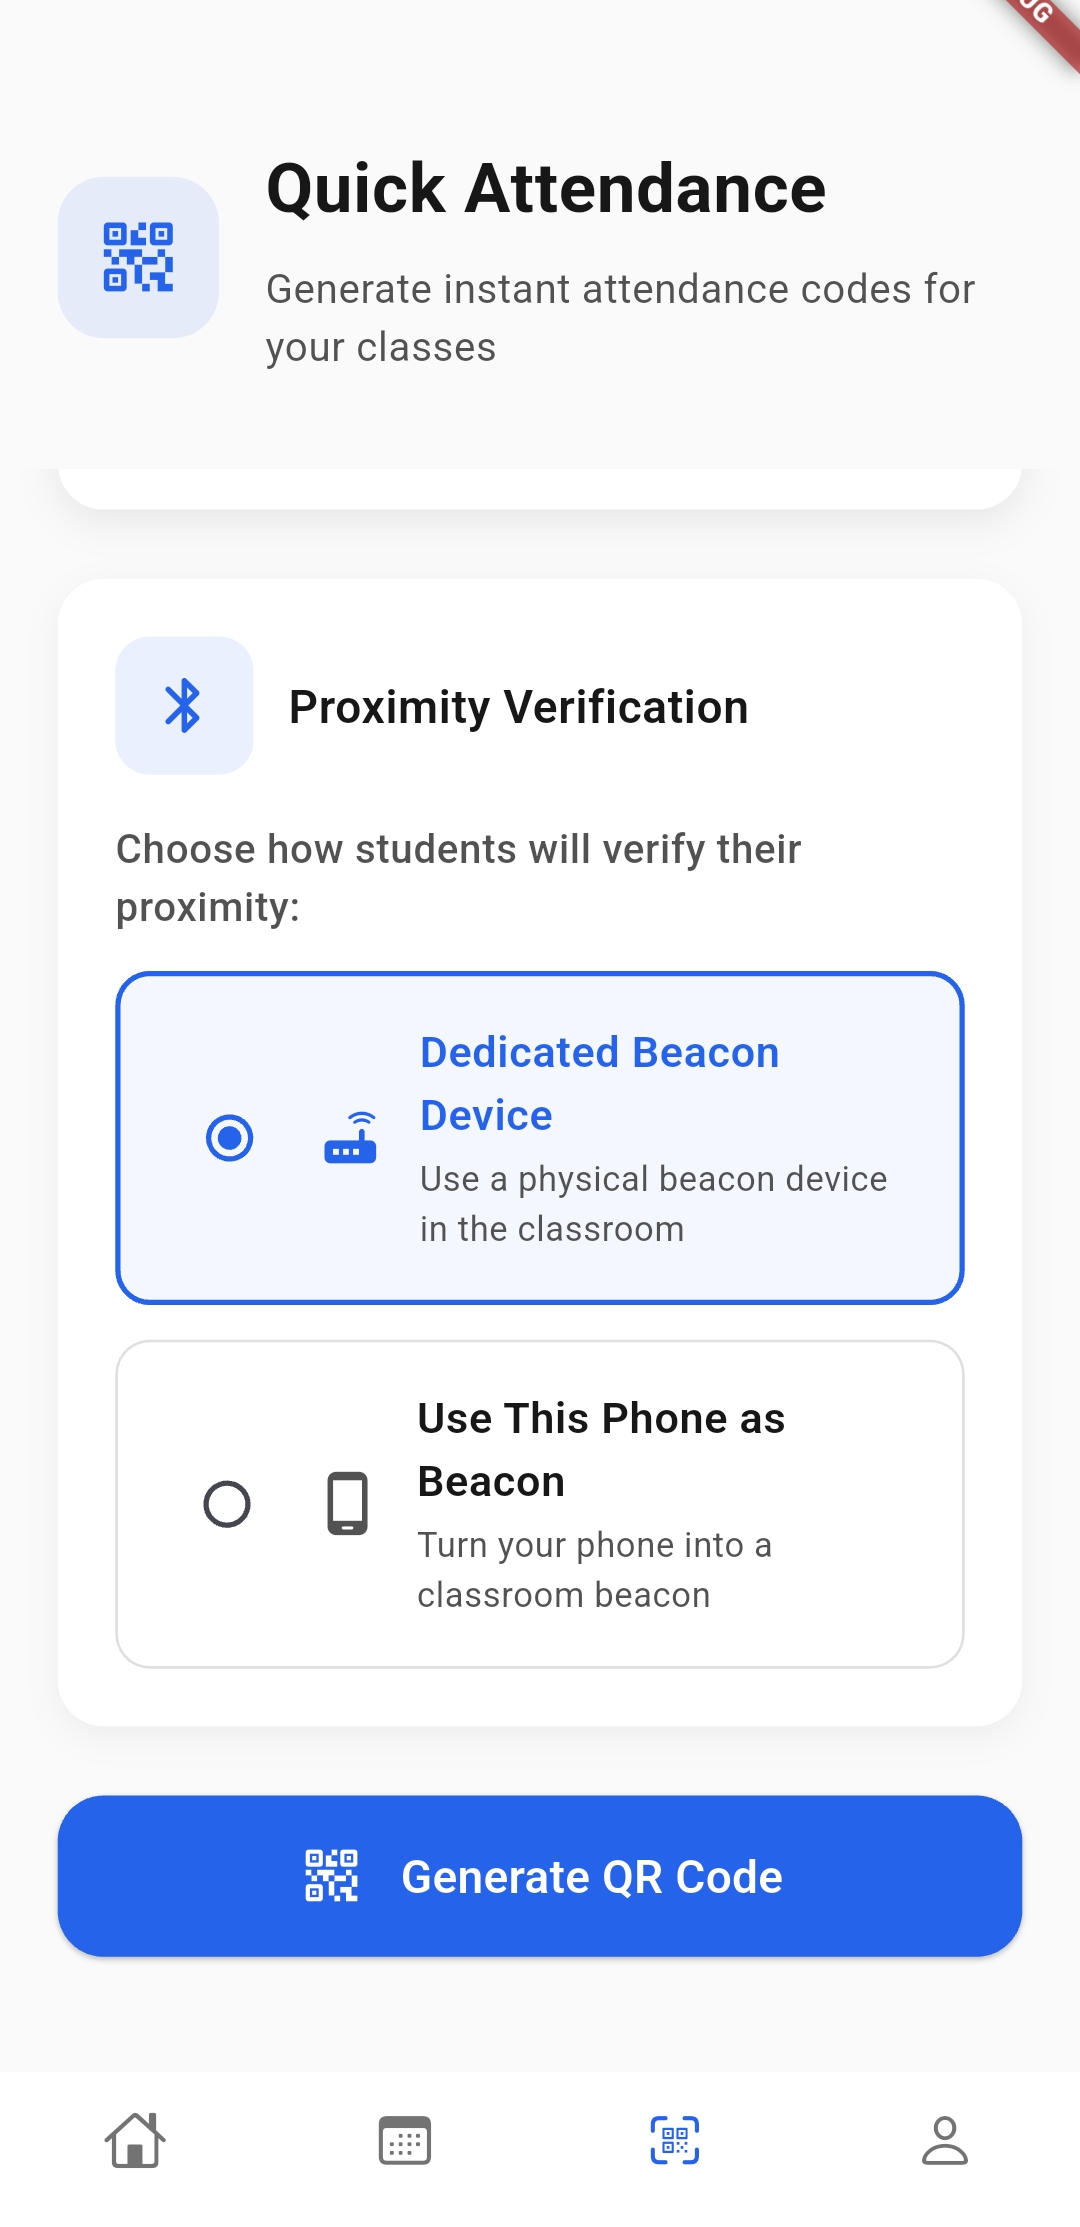 Quick Attendance
Generate instant attendance codes for
your classes
Proximity Verification
Choose how students will verify their
proximity:
Dedicated Beacon
Device
Use a physical beacon device
in the classroom
Use This Phone as
Beacon
Turn your phone into a
classroom beacon
Generate QR Code